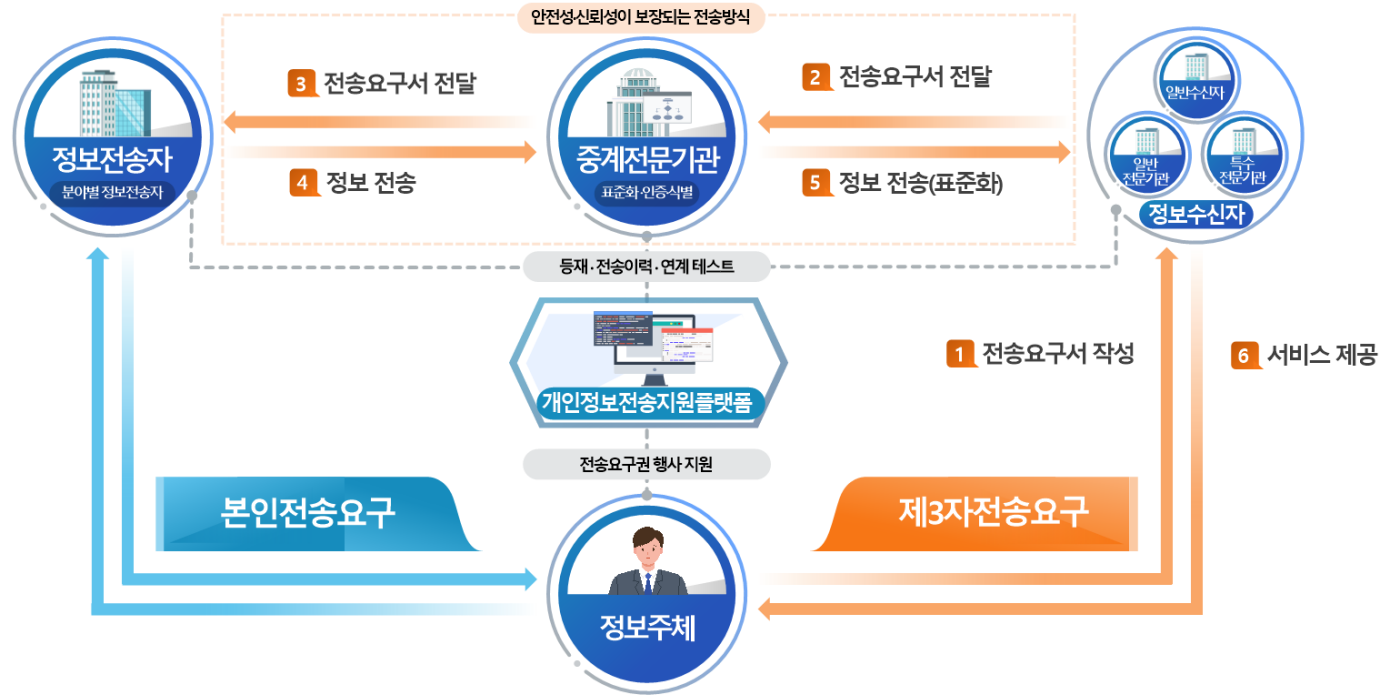 안전성·신뢰성이 보장되는 전송방식
3 전송요구서 전달
2 전송요구서 전달
일반수신자
정보전송자
분야별 정보전송자
중계전문기관
표준화·인증·식별
일반
전문기관
특수
전문기관
정보수신자
4 정보 전송
5 정보 전송(표준화)
등재·전송이력·연계 테스트
개인정보전송지원플랫폼
1 전송요구서 작성
6 서비스 제공
전송요구권 행사 지원
본인전송요구
제3자전송요구
정보주체